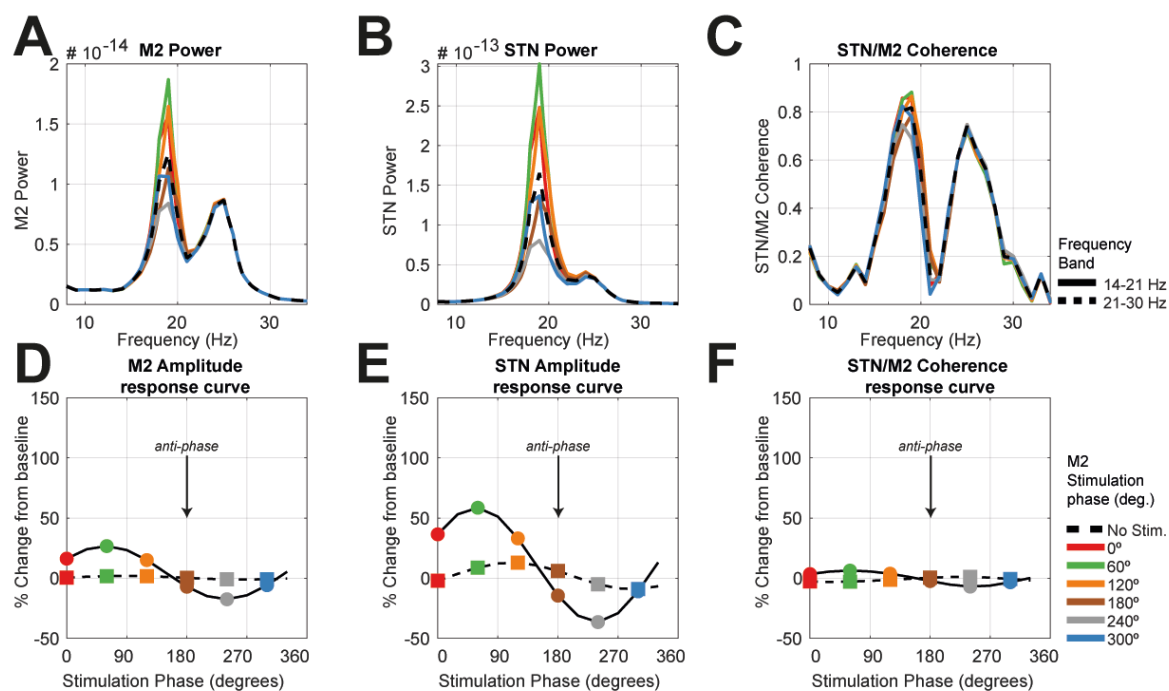 A
# 10^-14
M2 Power
M2 Power
2
1.5
1
0.5
0
10
20
30
Frequency (Hz)
B
# 10^-13
STN Power
STN Power
3
2.5
2
1.5
1
0.5
0
10
20
30
Frequency (Hz)
C
STN/M2 Coherence
STN/M2 Coherence
1
0.8
0.6
0.4
0.2
0
10
20
30
Frequency (Hz)
Frequency
Band
14-21 Hz
21-30 Hz
D
M2 Amplitude
response curve
% Change from baseline
150
100
50
0
-50
anti-phase
0
90
180
270
360
Stimulation Phase (degrees)
E
STN Amplitude
response curve
% Change from baseline
150
100
50
0
-50
anti-phase
0
90
180
270
360
Stimulation Phase (degrees)
F
STN/M2 Coherence
response curve
% Change from baseline
150
100
50
0
-50
anti-phase
0
90
180
270
360
Stimulation Phase (degrees)
M2
Stimulation
phase (deg.)
No Stim.
0º
60º
120º
180º
240º
300º